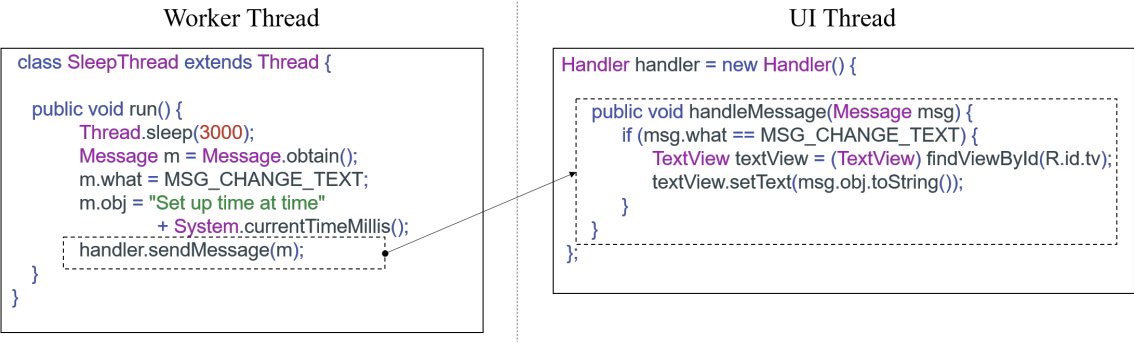 Worker Thread
class SleepThread extends Thread {
public void run() {
Thread.sleep(3000);
Message m = Message.obtain();
m.what = MSG_CHANGE_TEXT;
m.obj = "Set up time at time"
+ System.currentTimeMillis();
handler.sendMessage(m);
}
}
UI Thread
Handler handler = new Handler() {
public void handleMessage(Message msg) {
if (msg.what == MSG_CHANGE_TEXT) {
TextView textView = (TextView) findViewById(R.id.tv);
textView.setText(msg.obj.toString());
}
}
};